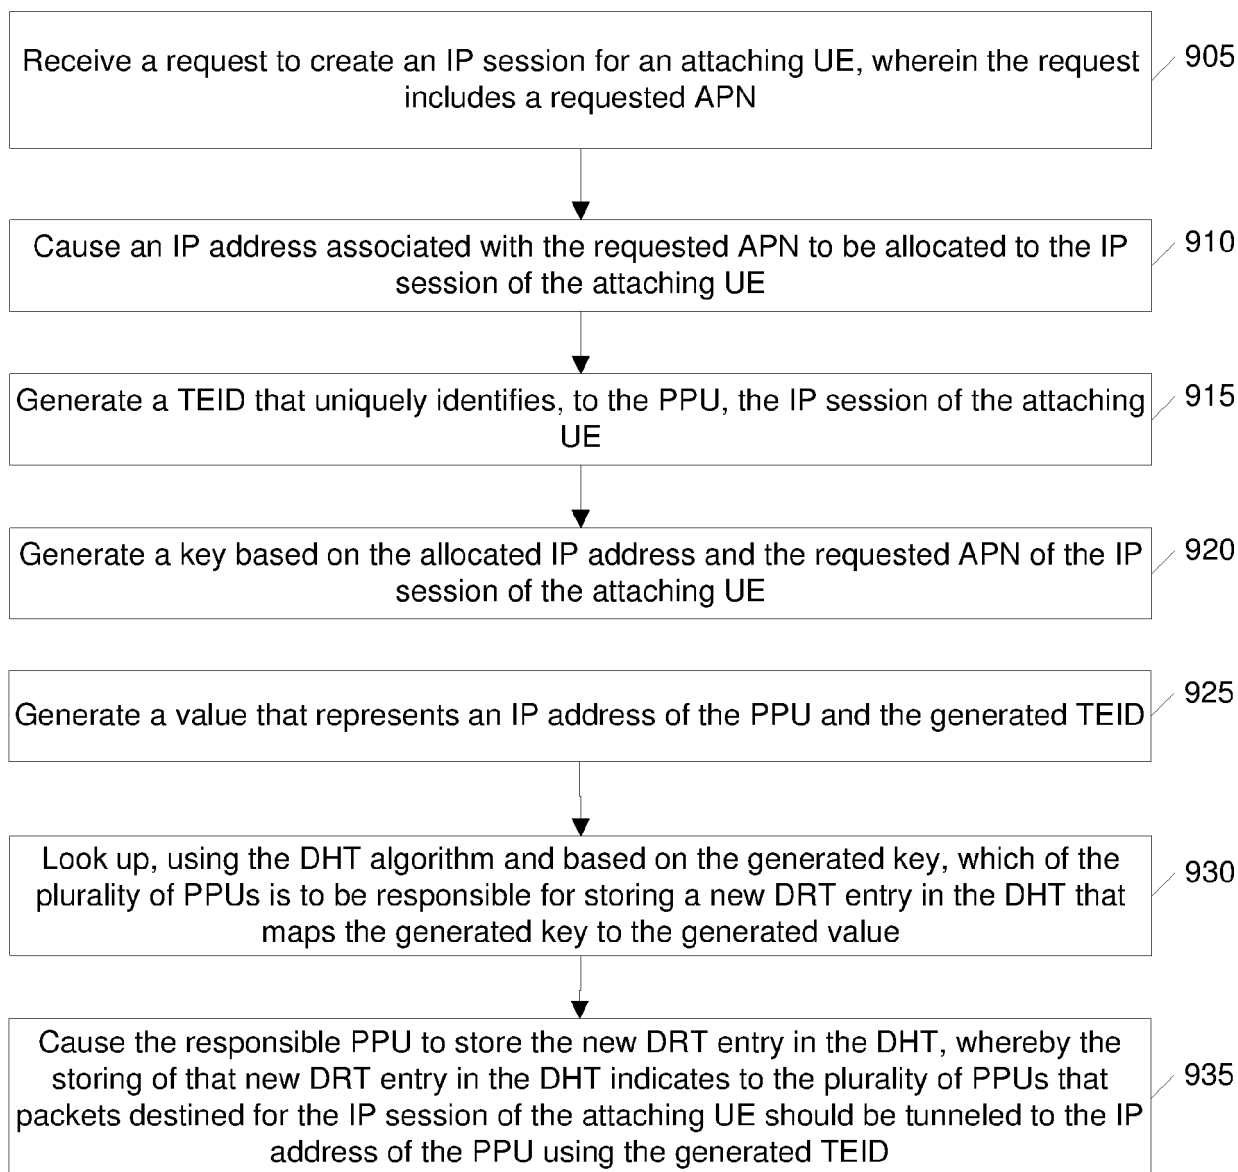 Receive a request to create an IP session for an attaching UE, wherein the request
includes a requested APN
905
Cause an IP address associated with the requested APN to be allocated to the IP
session of the attaching UE
910
Generate a TEID that uniquely identifies, to the PPU, the IP session of the attaching
UE
915
Generate a key based on the allocated IP address and the requested APN of the IP
session of the attaching UE
920
Generate a value that represents an IP address of the PPU and the generated TEID
925
Look up, using the DHT algorithm and based on the generated key, which of the
plurality of PPUs is to be responsible for storing a new DRT entry in the DHT that
maps the generated key to the generated value
930
Cause the responsible PPU to store the new DRT entry in the DHT, whereby the
storing of that new DRT entry in the DHT indicates to the plurality of PPUs that
packets destined for the IP session of the attaching UE should be tunneled to the IP
address of the PPU using the generated TEID
935